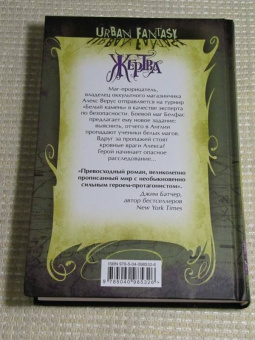 URBAN FANTASY
ЖЕРТВА
Маг-прорицатель,
владелец оккультного магазинчика
Алекс Верус отправляется на турнир
«Белый камень» в качестве эксперта
по безопасности. Боевой маг Белфас
предлагает ему новое задание:
выяснить, отчего в Англии
пропадают ученики белых магов.
Вдруг за пропажей стоят
кровные враги Алекса?
Герой начинает опасное
расследование...
«Превосходный роман, великолепно
прописанный мир с необыкновенно
сильным героем-протагонистом».
Джим Батчер,
автор бестселлеров
New York Times